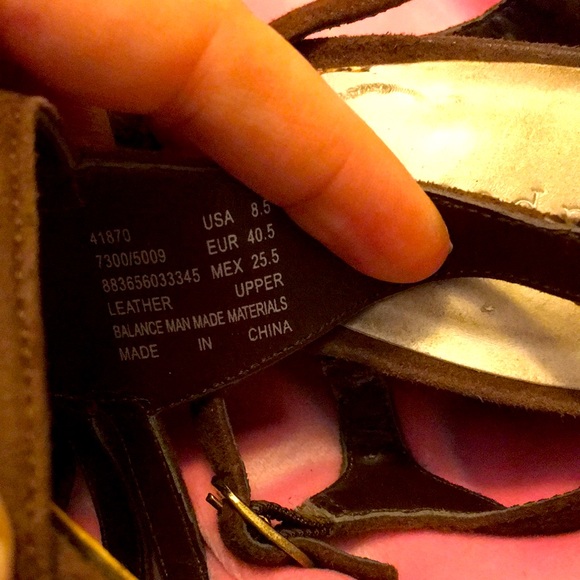 41870 USA 8.5
7300/5009 EUR 40.5
883656033345 MEX 25.5
LEATHER UPPER
BALANCE MAN MADE MATERIALS
MADE IN CHINA